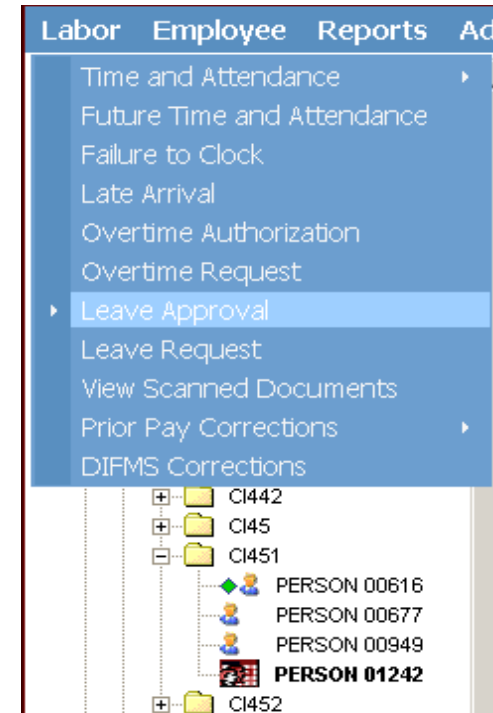 Labor Employee Reports Ad
Time and Attendance
Future Time and Attendance
Failure to Clock
Late Arrival
Overtime Authorization
Overtime Request
Leave Approval
Leave Request
View Scanned Documents
Prior Pay Corrections
DIFMS Corrections
CI442
CI45
CI451
PERSON 00616
PERSON 00677
PERSON 00949
PERSON 01242
CI452